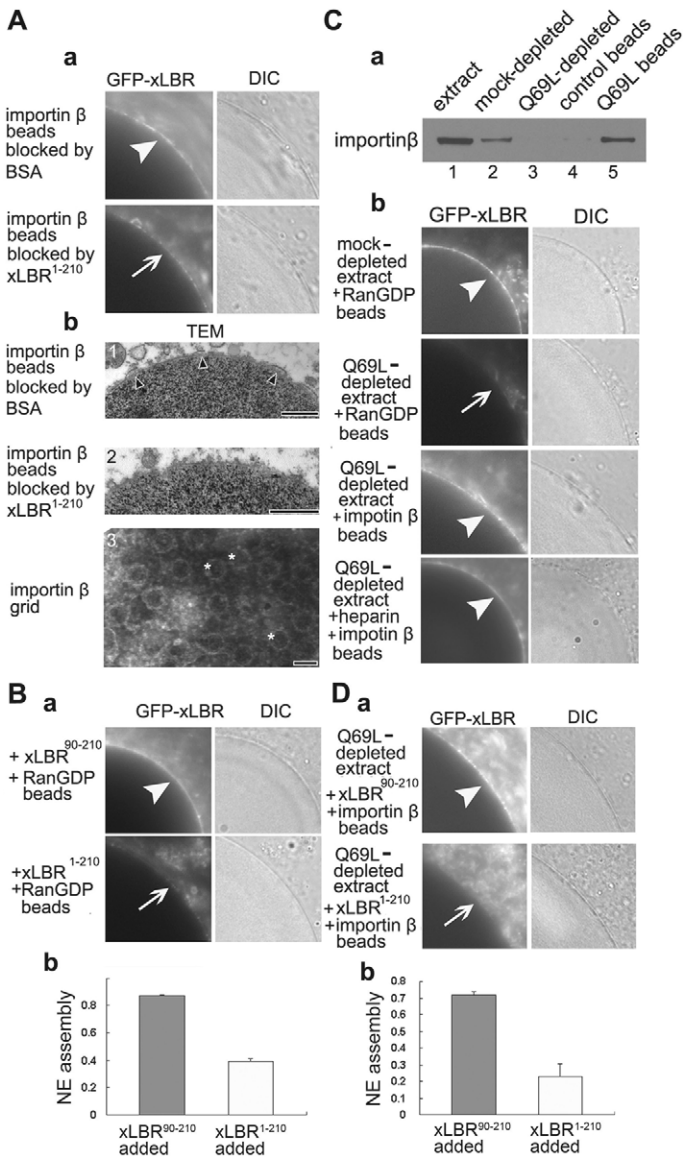 A
a
GFP-xLBR DIC
importin β
beads
blocked by
BSA
importin β
beads
blocked by
xLBR1-210
b
TEM
importin β
beads
blocked by
BSA
1
importin β
beads
blocked by
xLBR1-210
2
importin β
grid
3
* * *
B
a
GFP-xLBR DIC
+ xLBR90-210
+ RanGDP
beads
+xLBR1-210
+RanGDP
beads
b
NE assembly
0.8
0.6
0.4
0.2
0
xLBR90-210
added
xLBR1-210
added
C
a
extract
mock-depleted
Q69L-depleted
control beads
Q69L beads
importinβ
1 2 3 4 5
b
GFP-xLBR DIC
mock-
depleted
extract
+RanGDP
beads
Q69L-
depleted
extract
+RanGDP
beads
Q69L-
depleted
extract
+impotin β
beads
Q69L-
depleted
extract
+heparin
+impotin β
beads
D
a
GFP-xLBR DIC
Q69L-
depleted
extract
+xLBR90-210
+importin β
beads
Q69L-
depleted
extract
+xLBR1-210
+importin β
beads
b
NE assembly
0.8
0.7
0.6
0.5
0.4
0.3
0.2
0.1
0
xLBR90-210
added
xLBR1-210
added